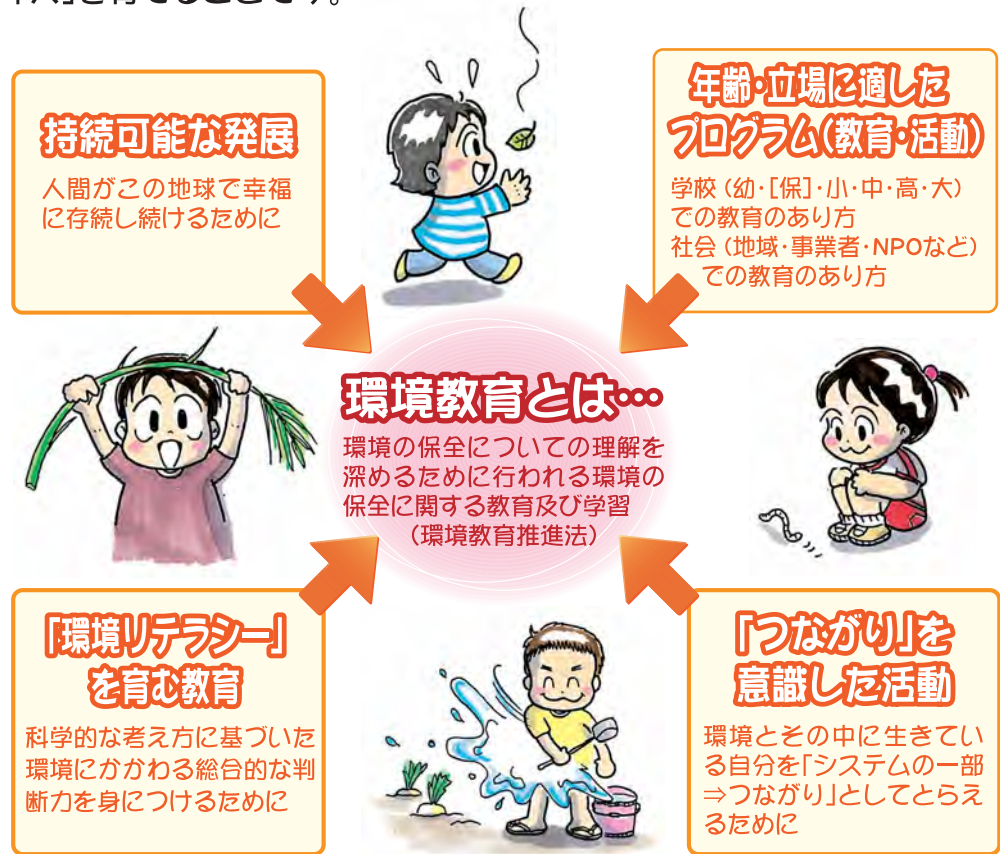 「人」を育てることです。
持続可能な発展
人間がこの地球で幸福
に存続し続けるために
年齢・立場に適した
プログラム(教育・活動)
学校(幼・[保]・小・中・高・大)
での教育のあり方
社会(地域・事業者・NPOなど)
での教育のあり方
環境教育とは…
環境の保全についての理解を
深めるために行われる環境の
保全に関する教育及び学習
(環境教育推進法)
「環境リテラシー」
を育む教育
科学的な考え方に基づいた
環境にかかわる総合的な判
断力を身につけるために
「つながり」を
意識した活動
環境とその中に生きてい
る自分を「システムの一部
⇒つながり」としてとらえ
るために